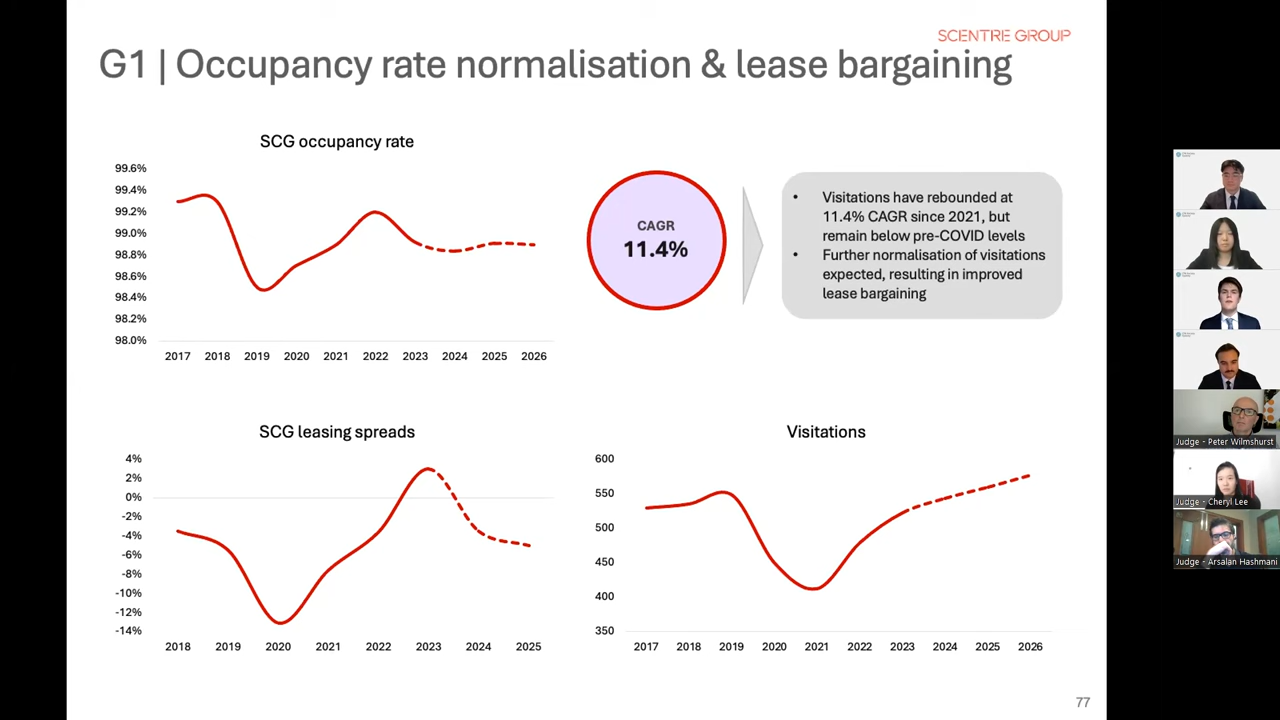 SCENTRE GROUP
G1 | Occupancy rate normalisation & lease bargaining
SCG occupancy rate
99.6%
99.4%
99.2%
99.0%
98.8%
98.6%
98.4%
98.2%
98.0%
2017 2018 2019 2020 2021 2022 2023 2024 2025 2026
CAGR
11.4%
• Visitations have rebounded at
11.4% CAGR since 2021, but
remain below pre-COVID levels
• Further normalisation of visitations
expected, resulting in improved
lease bargaining
SCG leasing spreads
4%
2%
0%
-2%
-4%
-6%
-8%
-10%
-12%
-14%
2018 2019 2020 2021 2022 2023 2024 2025
Visitations
600
550
500
450
400
350
2017 2018 2019 2020 2021 2022 2023 2024 2025 2026
77
Judge - Peter Wilmshurst
Judge - Cheryl Lee
Judge - Arsalan Hashmani